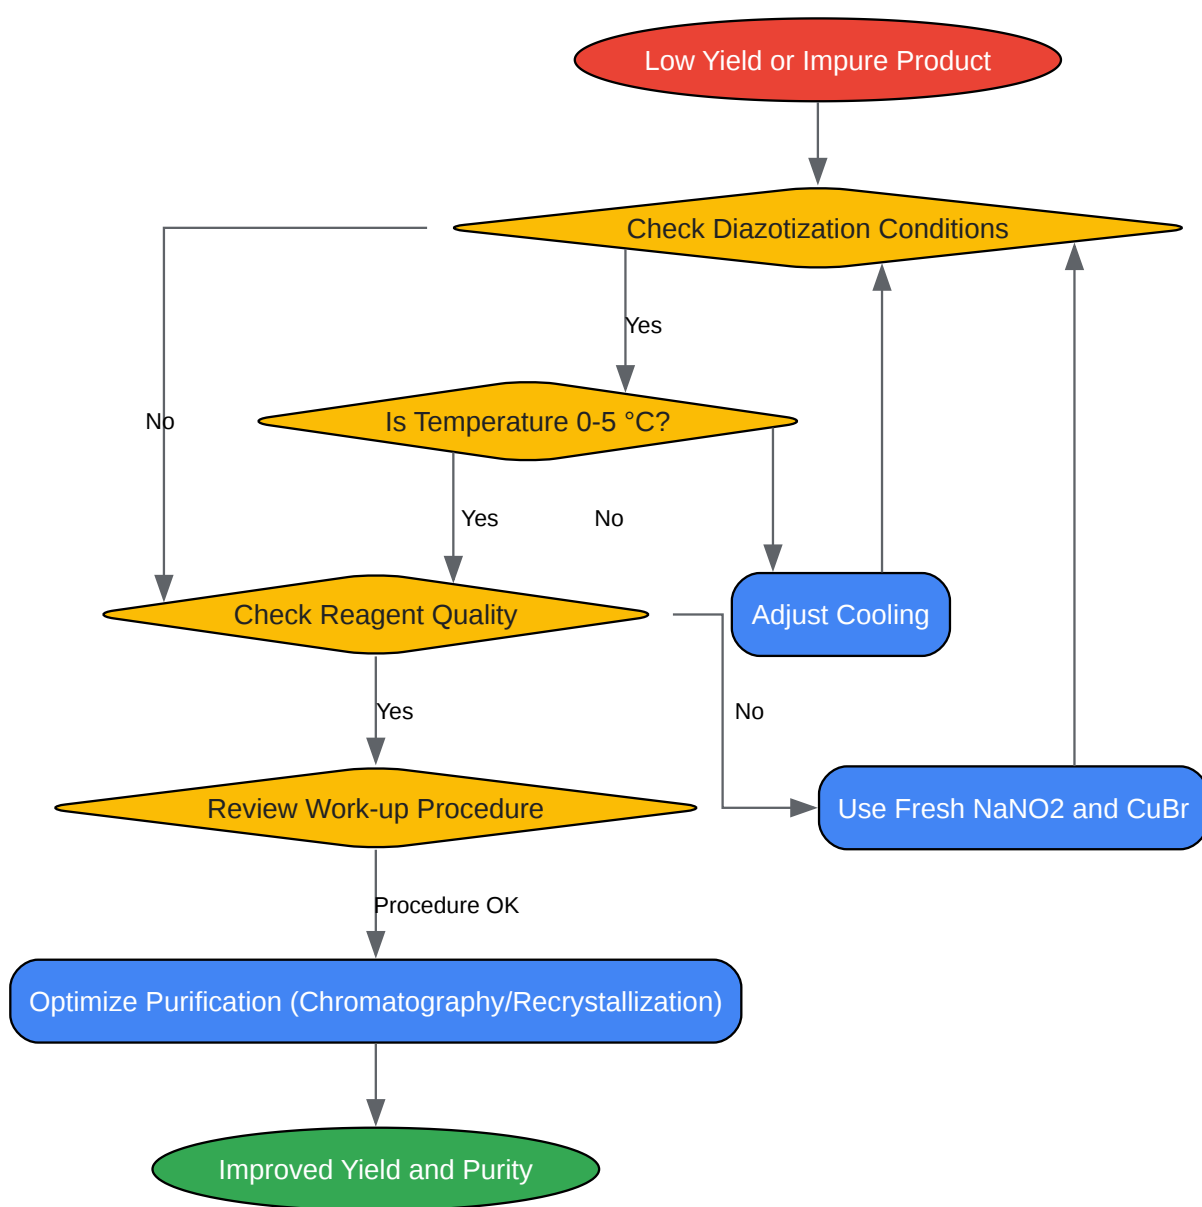 Low Yield or Impure Product
Check Diazotization Conditions
Yes
No
Is Temperature 0-5 °C?
Yes
No
Check Reagent Quality
Adjust Cooling
Yes
No
Review Work-up Procedure
Use Fresh NaNO2 and CuBr
Procedure OK
Optimize Purification (Chromatography/Recrystallization)
Improved Yield and Purity